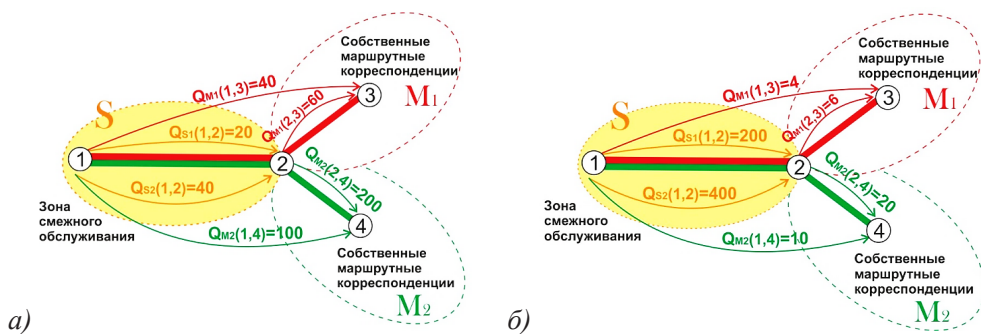 Собственные
маршрутные
корреспонденции
M1
QM1(1,3)=40
3
S
QS1(1,2)=20
QM1(2,3)=60
1
2
QS2(1,2)=40
QM2(2,4)=200
Зона
смежного
обслуживания
QM2(1,4)=100
4
Собственные
маршрутные
корреспонденции
M2
а)
Собственные
маршрутные
корреспонденции
M1
QM1(1,3)=4
3
S
QS1(1,2)=200
QM1(2,3)=6
1
2
QS2(1,2)=400
QM2(2,4)=20
Зона
смежного
обслуживания
QM2(1,4)=10
4
Собственные
маршрутные
корреспонденции
M2
б)